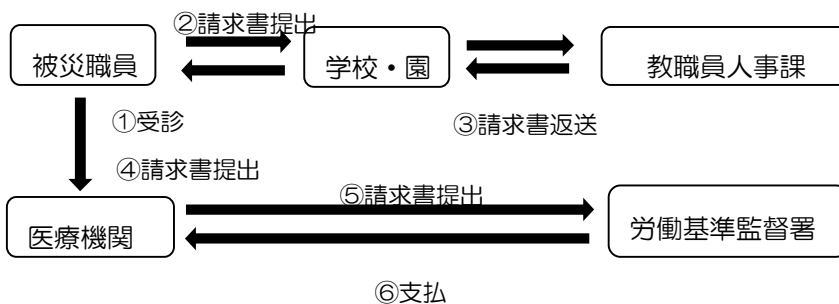 ②請求書提出
被災職員
学校・園
教職員人事課
①受診
③請求書返送
④請求書提出
⑤請求書提出
医療機関
労働基準監督署
⑥支払